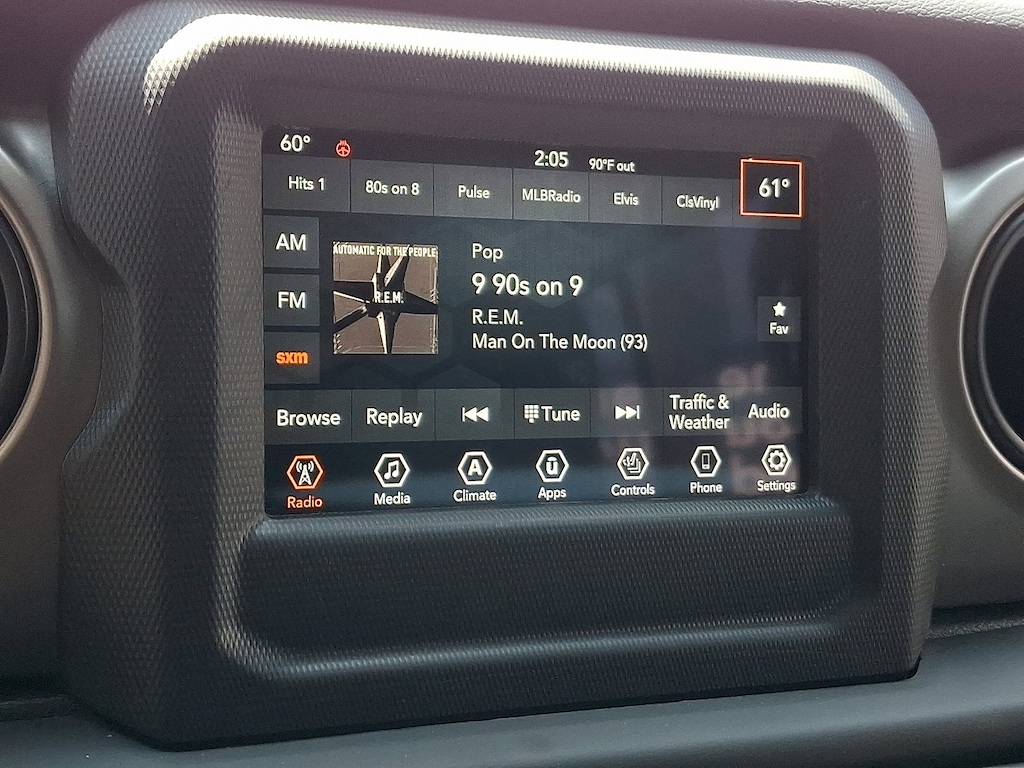 60° 2:05 90°F out
Hits 1 80s on 8 Pulse MLBRadio Elvis ClsVinyl 61°
AM
FM
sxm
AUTOMATIC FOR THE PEOPLE
R.E.M.
Pop
9 90s on 9
R.E.M.
Man On The Moon (93)
Fav
Browse Replay Tune Traffic & Audio
Weather
Radio Media Climate Apps Controls Phone Settings
A
ū